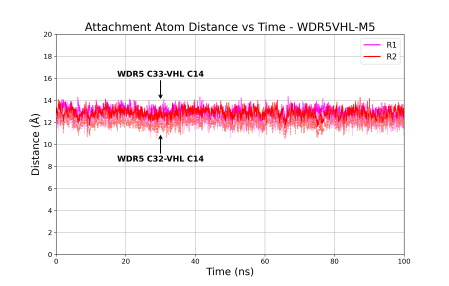 Attachment Atom Distance vs Time - WDR5VHL-M5
20
18
16
14
12
10
8
6
4
2
0
Distance (Å)
R1
R2
WDR5 C33-VHL C14
WDR5 C32-VHL C14
0 20 40 60 80 100
Time (ns)